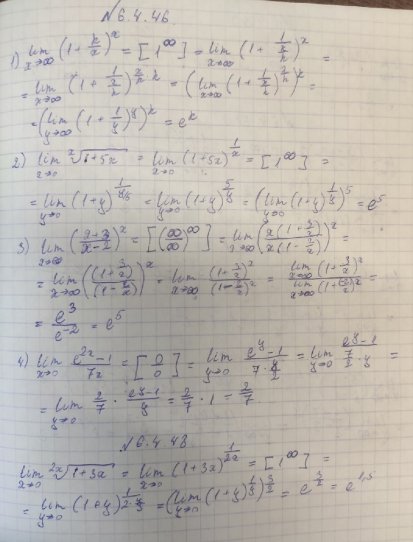 № 6.4.46
1) lim_{x→∞} (1 + k/x)^x = [1^∞] = lim_{x→∞} (1 + 1/(x/k))^x =
= lim_{x→∞} (1 + 1/(x/k))^{x/k · k} = (lim_{x→∞} (1 + 1/(x/k))^{x/k})^k =
= (lim_{y→∞} (1 + 1/y)^y)^k = e^k
2) lim_{x→0} ^x√(1+5x) = lim_{x→0} (1+5x)^{1/x} = [1^∞] =
= lim_{y→0} (1+y)^{1/(y/5)} = lim_{y→0} (1+y)^{5/y} = (lim_{y→0} (1+y)^{1/y})^5 = e^5
3) lim_{x→∞} ((x+3)/(x-2))^x = [(∞/∞)^∞] = lim_{x→∞} (x(1+3/x)/x(1-2/x))^x =
= lim_{x→∞} ((1+3/x)/(1-2/x))^x = lim_{x→∞} (1+3/x)^x/(1-2/x)^x = lim_{x→∞} (1+3/x)^x / lim_{x→∞} (1+(-2)/x)^x =
= e^3/e^{-2} = e^5
4) lim_{x→0} (e^{2x}-1)/7x = [0/0] = lim_{y→0} (e^y-1)/(7·y/2) = lim_{y→0} (e^y-1)/(7/2·y) =
= lim_{y→0} 2/7 · (e^y-1)/y = 2/7 · 1 = 2/7
№ 6.4.48
lim_{x→0} ^{2x}√(1+3x) = lim_{x→0} (1+3x)^{1/2x} = [1^∞] =
= lim_{y→0} (1+y)^{1/(2·y/3)} = (lim_{y→0} (1+y)^{1/y})^{3/2} = e^{3/2} = e^{1,5}